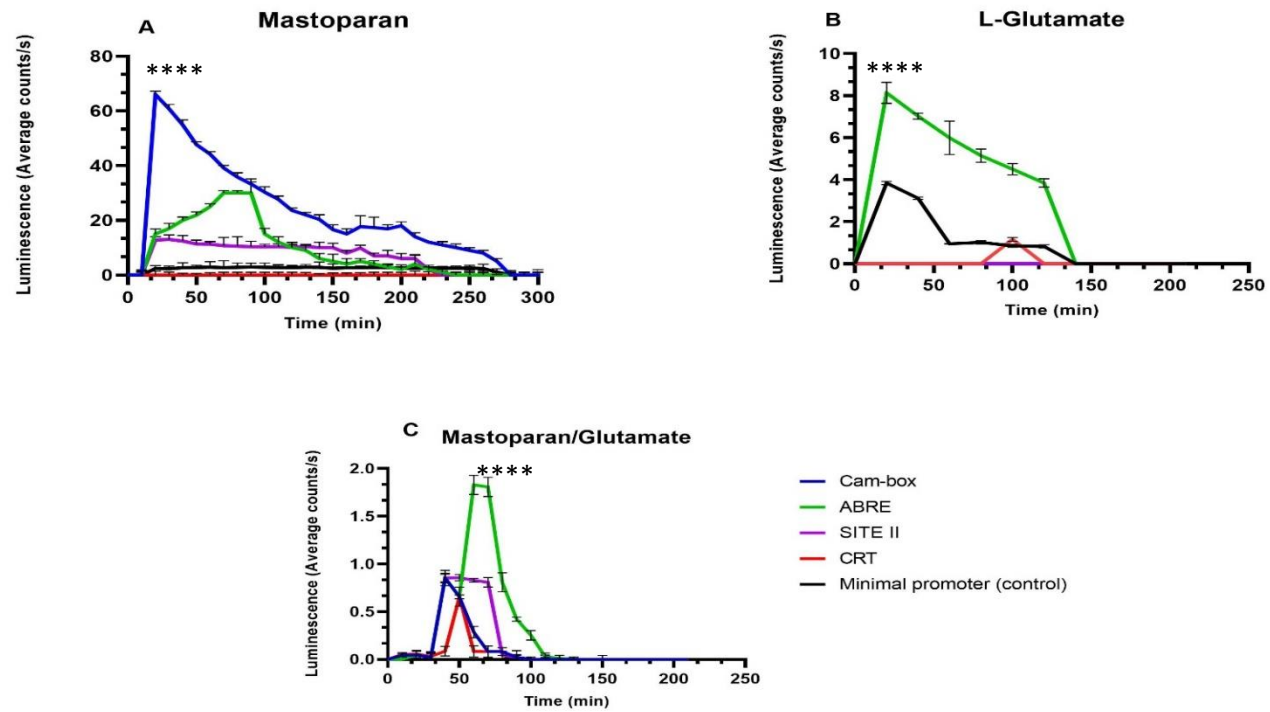 A
Mastoparan
Luminescence (Average counts/s)
80
60
40
20
0
****
0 50 100 150 200 250 300
Time (min)
B
L-Glutamate
Luminescence (Average counts/s)
10
8
6
4
2
0
****
0 50 100 150 200 250
Time (min)
C
Mastoparan/Glutamate
Luminescence (Average counts/s)
2.0
1.5
1.0
0.5
0.0
****
0 50 100 150 200 250
Time (min)
Cam-box
ABRE
SITE II
CRT
Minimal promoter (control)